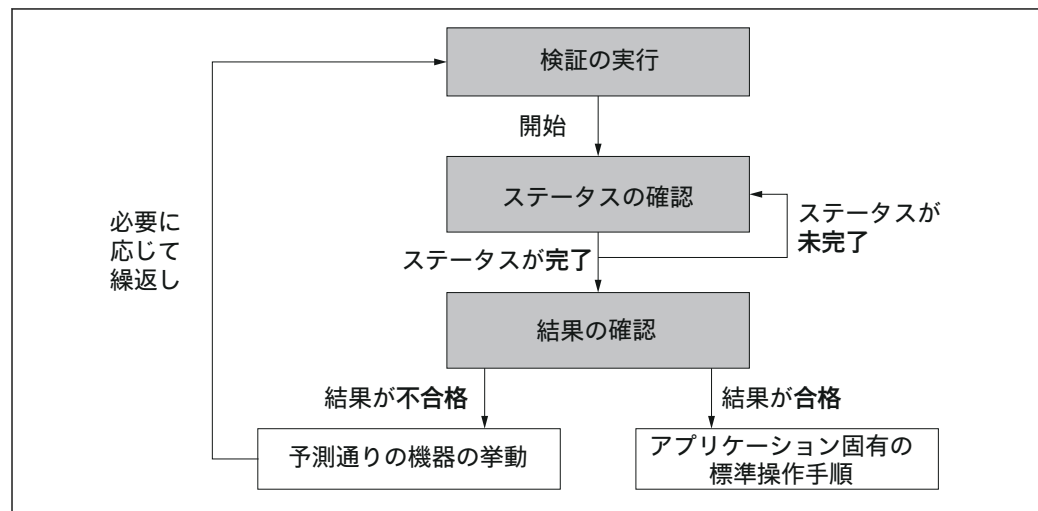 検証の実行
開始
ステータスの確認
ステータスが
未完了
必要に
応じて
繰返し
ステータスが完了
結果の確認
結果が不合格
結果が合格
予測通りの機器の挙動
アプリケーション固有の
標準操作手順